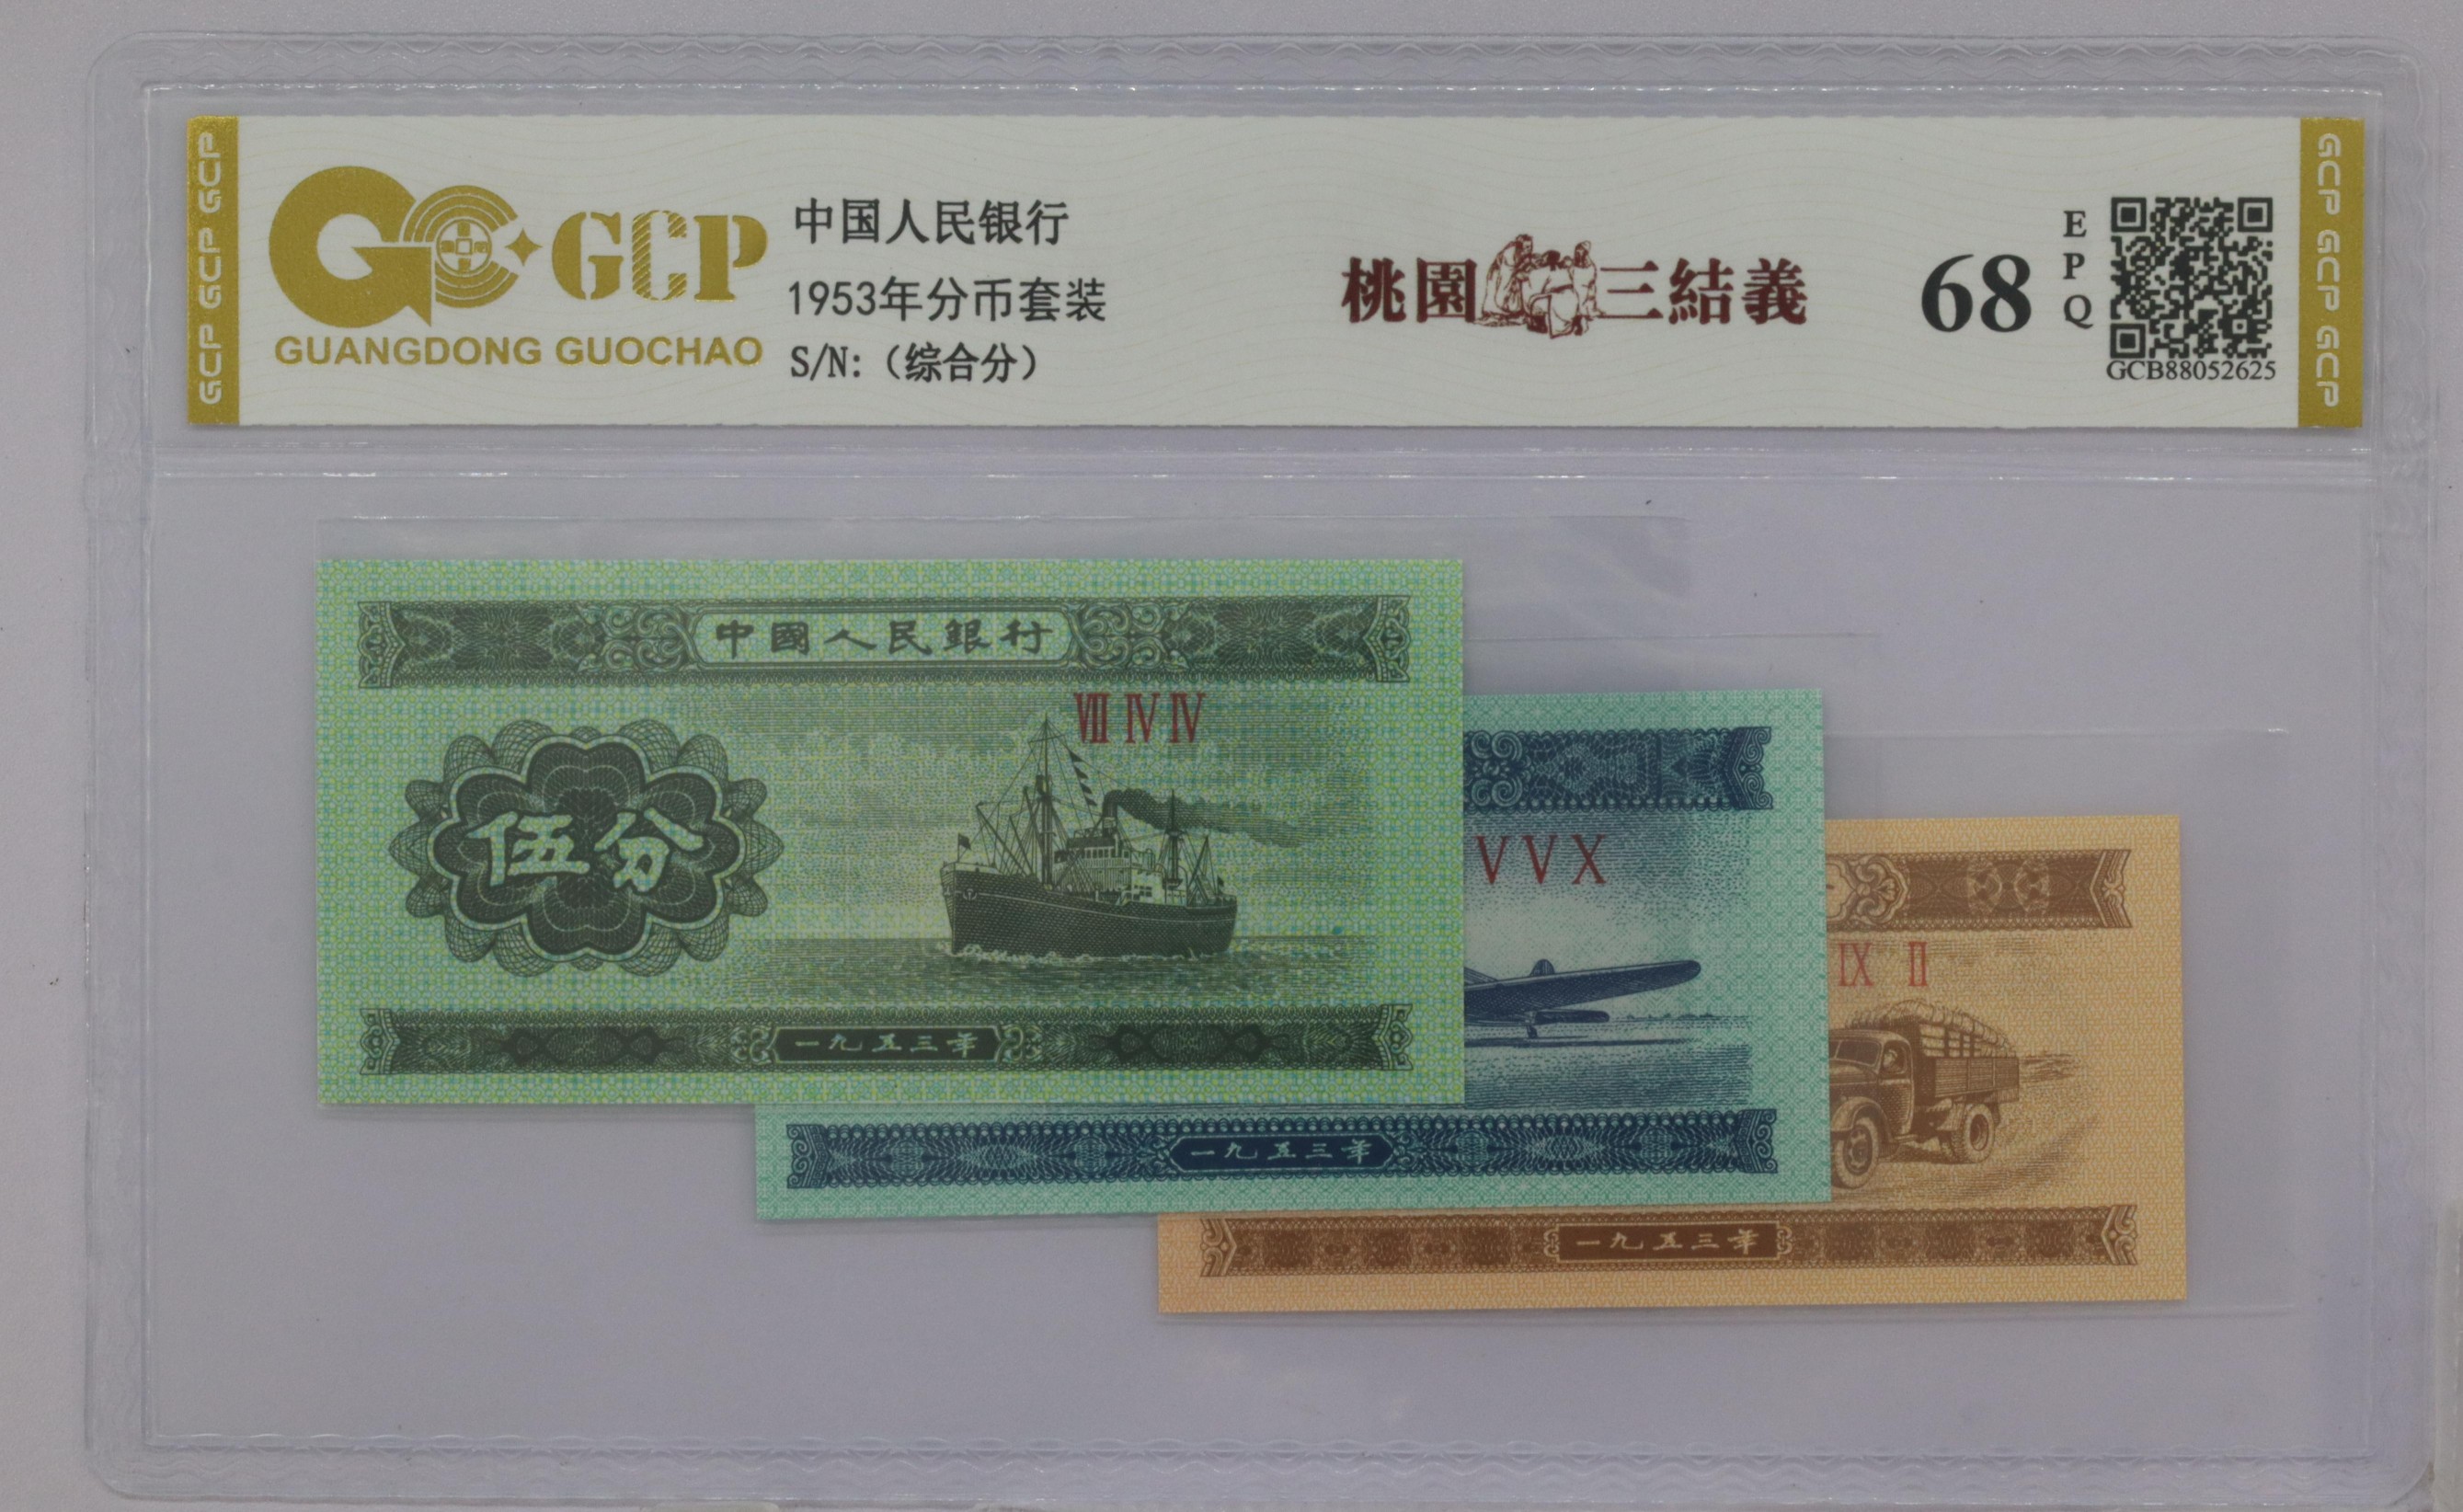 GCP GCP GCP
GCP
GUANGDONG GUOCHAO
中国人民银行
1953年分币套装
S/N:（综合分）
桃園三結義
68
EPQ
GCB88052625
GCP GCP GCP
中國人民銀行
VIII IV IV
伍分
一九五三年
V V X
一九五三年
IX II
一九五三年